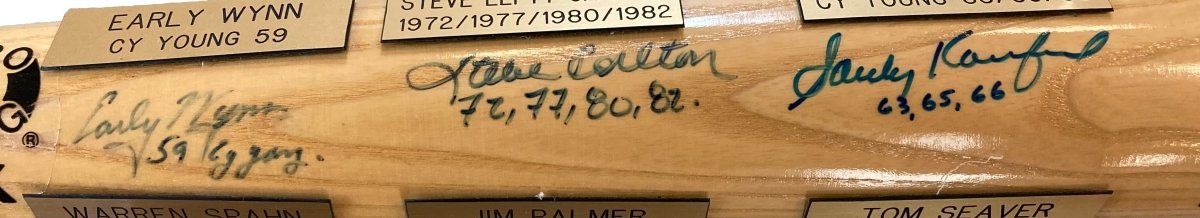 EARLY WYNN
CY YOUNG 59
1972/1977/1980/1982
Early Wynn
59 Cy Yong.
Steve Carlton
72, 77, 80, 82.
Sandy Koufax
63, 65, 66
®
WARREN SPAHN
JIM PALMER
TOM SEAVER